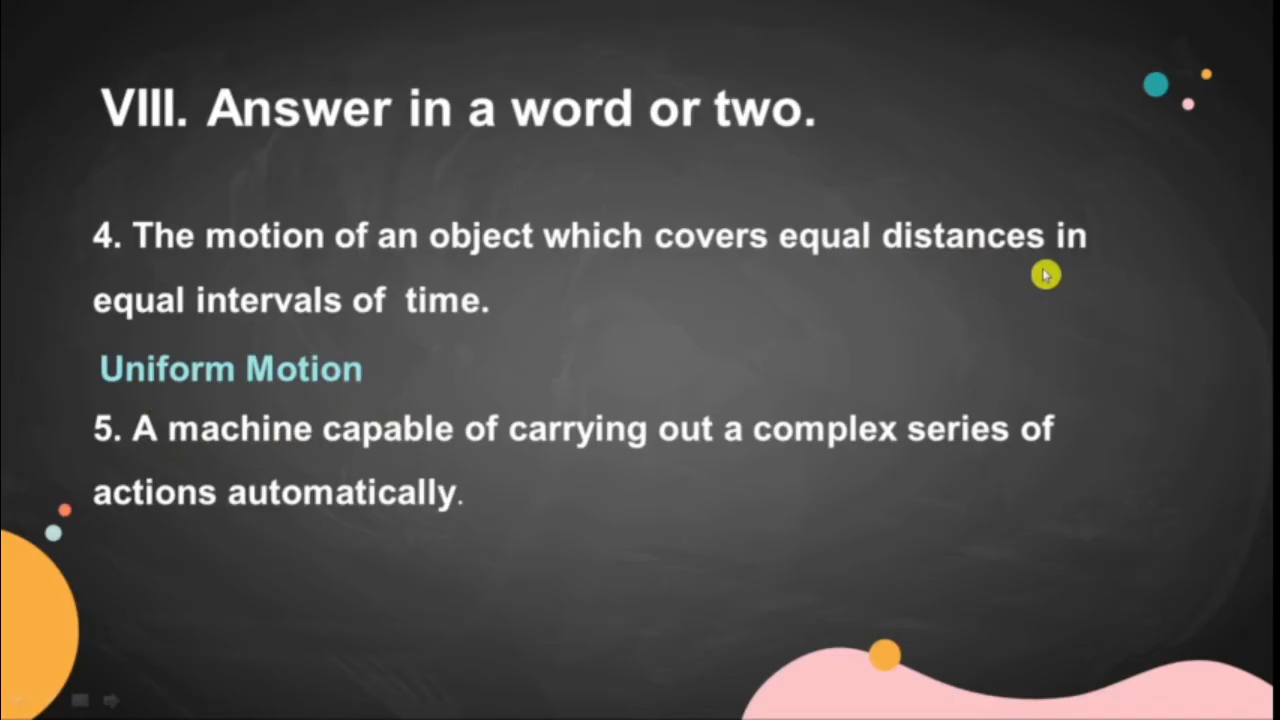 VIII. Answer in a word or two.
4. The motion of an object which covers equal distances in
equal intervals of time.
Uniform Motion
5. A machine capable of carrying out a complex series of
actions automatically.